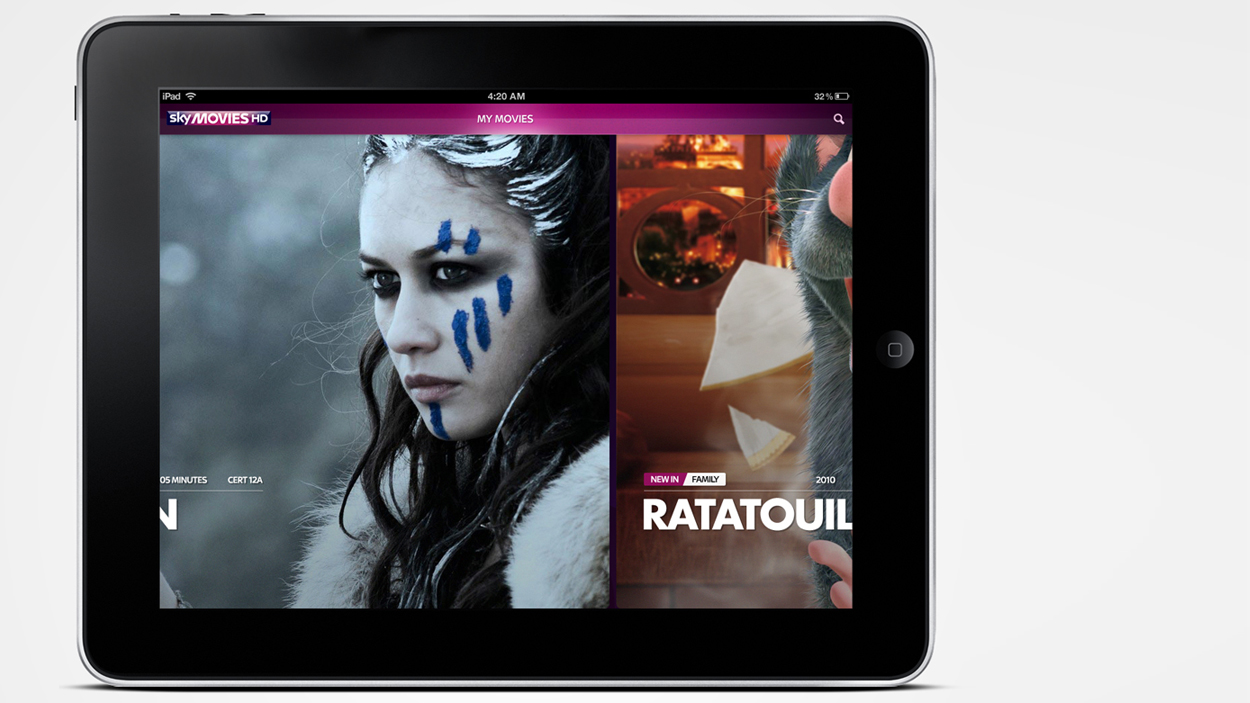 iPad 4:20 AM 32%
sky MOVIES HD MY MOVIES
05 MINUTES CERT 12A
N
NEW IN FAMILY 2010
RATATOUIL